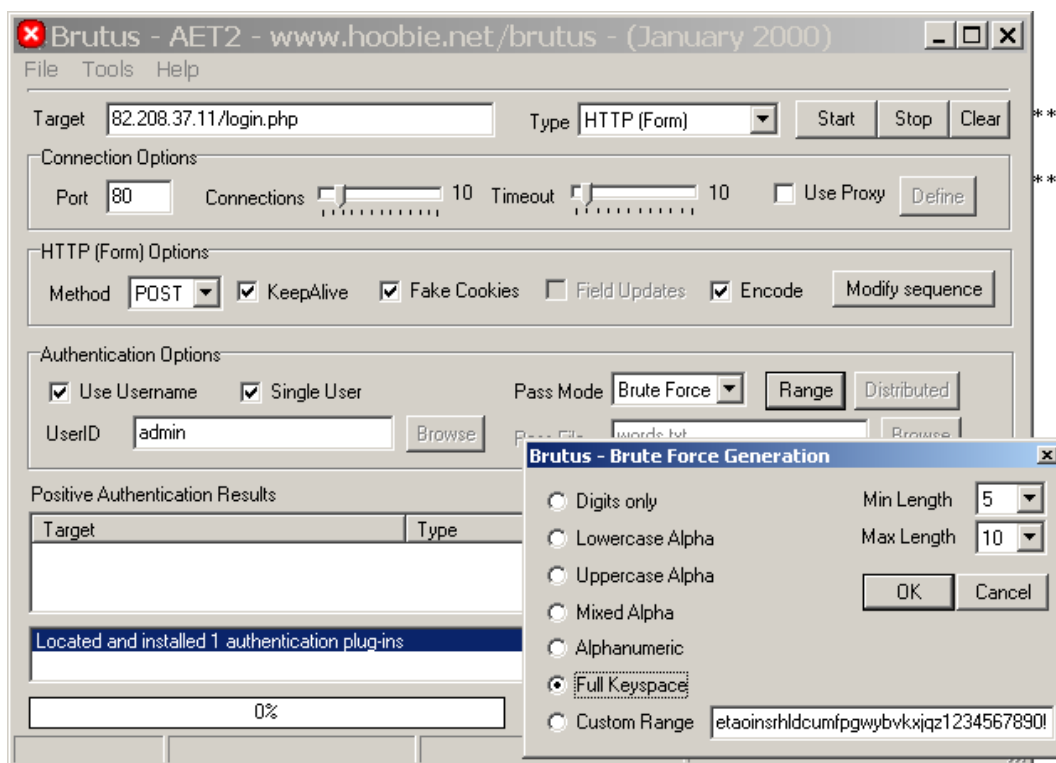 Brutus - AET2 - www.hoobie.net/brutus - (January 2000)
File Tools Help
Target 82.208.37.11/login.php Type HTTP (Form) Start Stop Clear **
Connection Options
**
Port 80 Connections 10 Timeout 10 Use Proxy Define
HTTP (Form) Options
Method POST KeepAlive Fake Cookies Field Updates Encode Modify sequence
Authentication Options
Use Username Single User Pass Mode Brute Force Range Distributed
UserID admin Browse Pass File words.txt Browse
Positive Authentication Results
Target Type
Located and installed 1 authentication plug-ins
0%
Brutus - Brute Force Generation
Digits only Min Length 5
Lowercase Alpha Max Length 10
Uppercase Alpha OK Cancel
Mixed Alpha
Alphanumeric
Full Keyspace
Custom Range etaoinsrhldcumfpgwybvkxjqz1234567890!